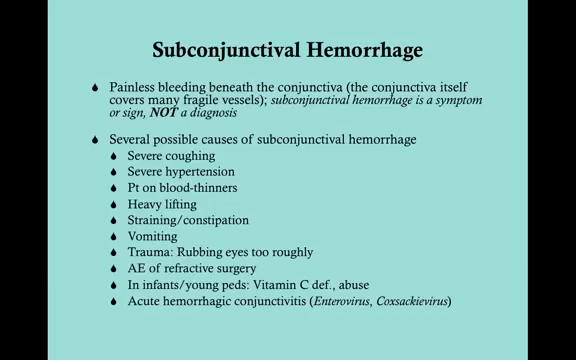 Subconjunctival Hemorrhage
Painless bleeding beneath the conjunctiva (the conjunctiva itself
covers many fragile vessels); subconjunctival hemorrhage is a symptom
or sign, NOT a diagnosis
Several possible causes of subconjunctival hemorrhage
Severe coughing
Severe hypertension
Pt on blood-thinners
Heavy lifting
Straining/constipation
Vomiting
Trauma: Rubbing eyes too roughly
AE of refractive surgery
In infants/young peds: Vitamin C def., abuse
Acute hemorrhagic conjunctivitis (Enterovirus, Coxsackievirus)